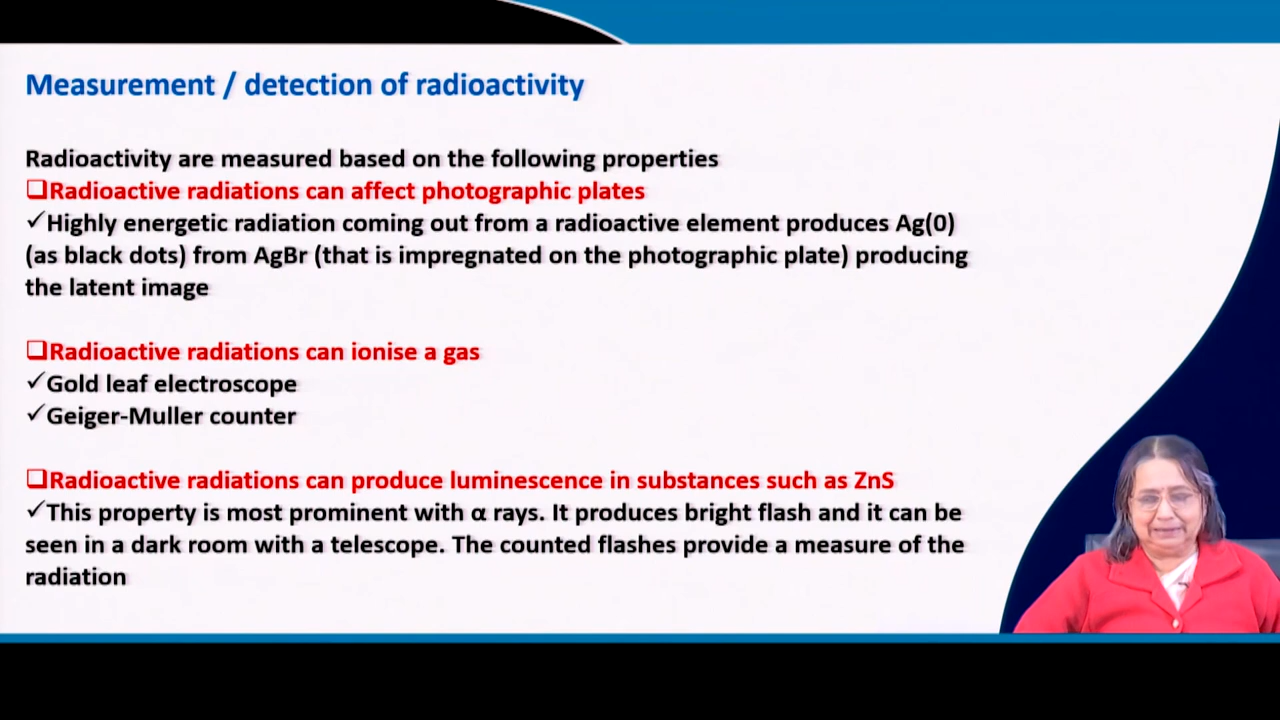 Measurement / detection of radioactivity
Radioactivity are measured based on the following properties
❑Radioactive radiations can affect photographic plates
✓Highly energetic radiation coming out from a radioactive element produces Ag(0)
(as black dots) from AgBr (that is impregnated on the photographic plate) producing
the latent image
❑Radioactive radiations can ionise a gas
✓Gold leaf electroscope
✓Geiger-Muller counter
❑Radioactive radiations can produce luminescence in substances such as ZnS
✓This property is most prominent with α rays. It produces bright flash and it can be
seen in a dark room with a telescope. The counted flashes provide a measure of the
radiation